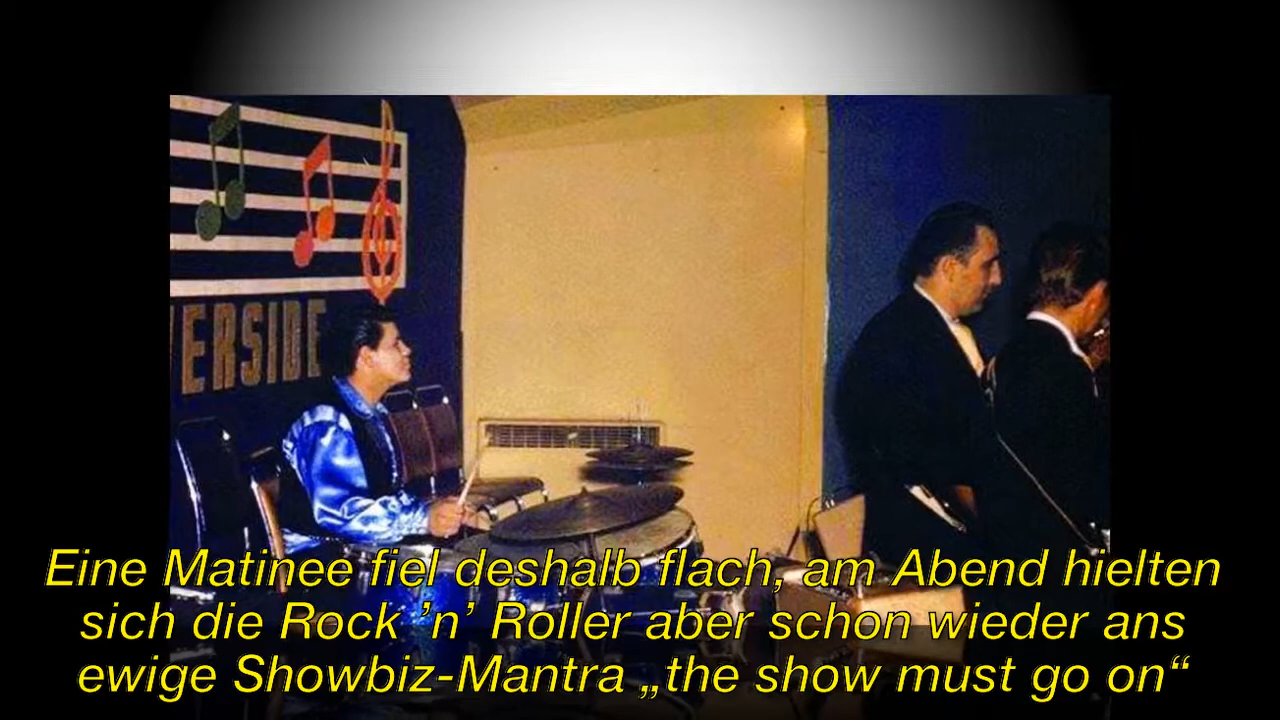 VERSIDE
Eine Matinee fiel deshalb flach, am Abend hielten
sich die Rock ’n’ Roller aber schon wieder ans
ewige Showbiz-Mantra „the show must go on“